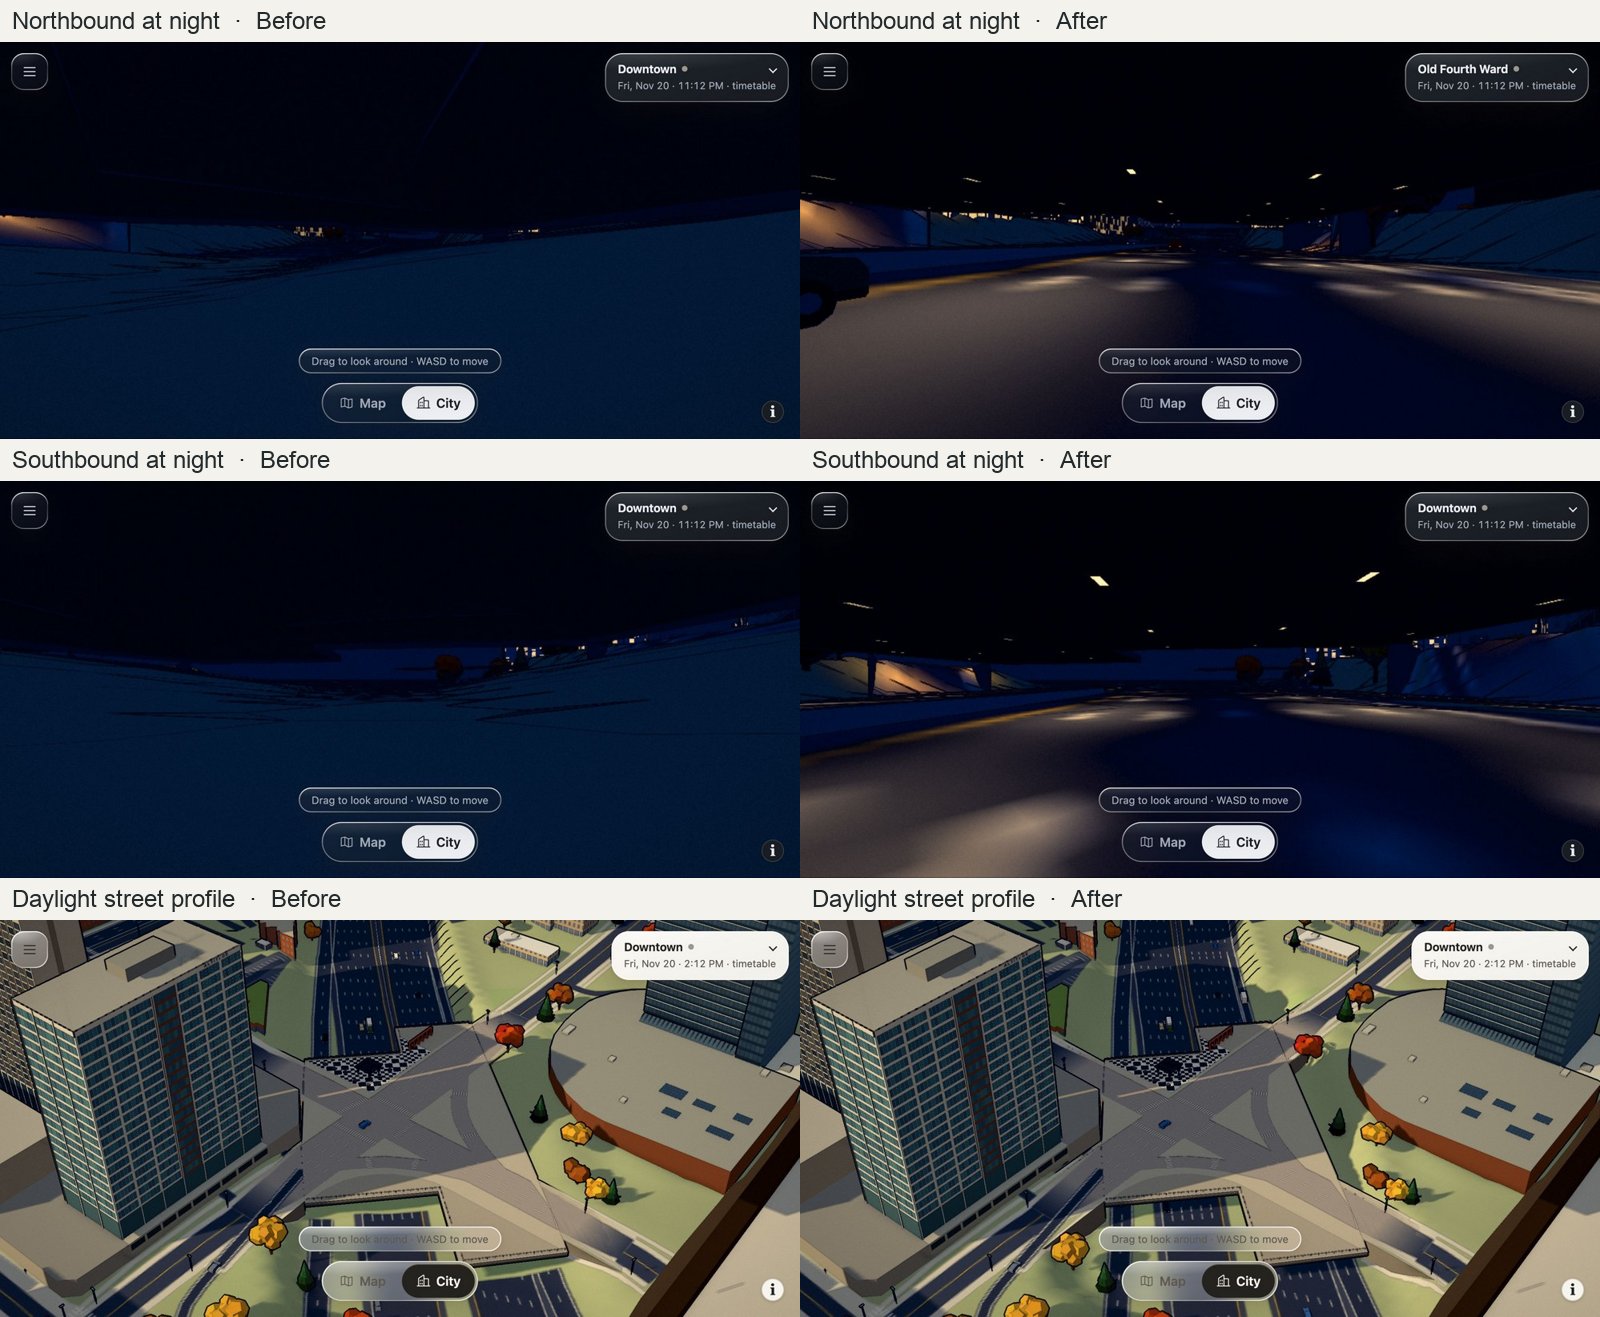 Northbound at night · Before
Northbound at night · After
Downtown
Fri, Nov 20 · 11:12 PM · timetable
Old Fourth Ward
Fri, Nov 20 · 11:12 PM · timetable
Drag to look around · WASD to move
Drag to look around · WASD to move
Map City
Map City
Southbound at night · Before
Southbound at night · After
Downtown
Fri, Nov 20 · 11:12 PM · timetable
Downtown
Fri, Nov 20 · 11:12 PM · timetable
Drag to look around · WASD to move
Drag to look around · WASD to move
Map City
Map City
Daylight street profile · Before
Daylight street profile · After
Downtown
Fri, Nov 20 · 2:12 PM · timetable
Downtown
Fri, Nov 20 · 2:12 PM · timetable
Drag to look around · WASD to move
Drag to look around · WASD to move
Map City
Map City